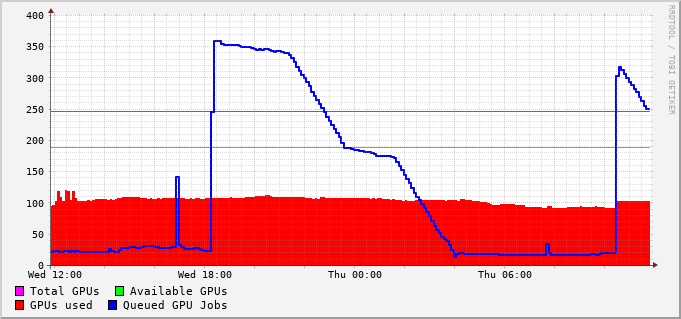 RRDTOOL / TOBI OETIKER
400
350
300
250
200
150
100
50
0
Wed 12:00 Wed 18:00 Thu 00:00 Thu 06:00
Total GPUs Available GPUs
GPUs used Queued GPU Jobs